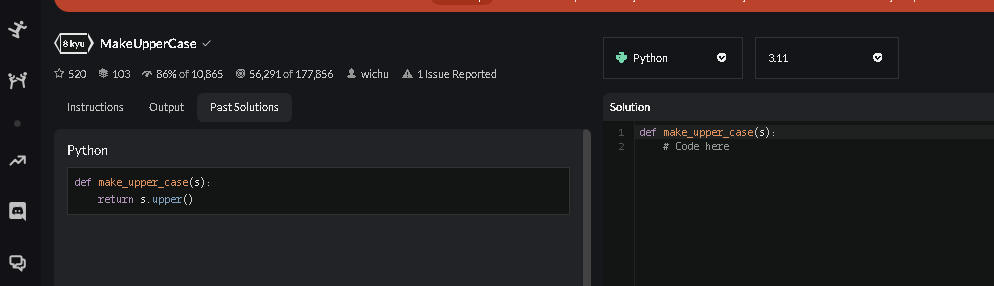 8 kyu MakeUpperCase
520 103 86% of 10,865 56,291 of 177,856 wichu 1 Issue Reported
Instructions Output Past Solutions
Python
def make_upper_case(s):
return s.upper()
Python 3.11
Solution
1 def make_upper_case(s):
2 # Code here